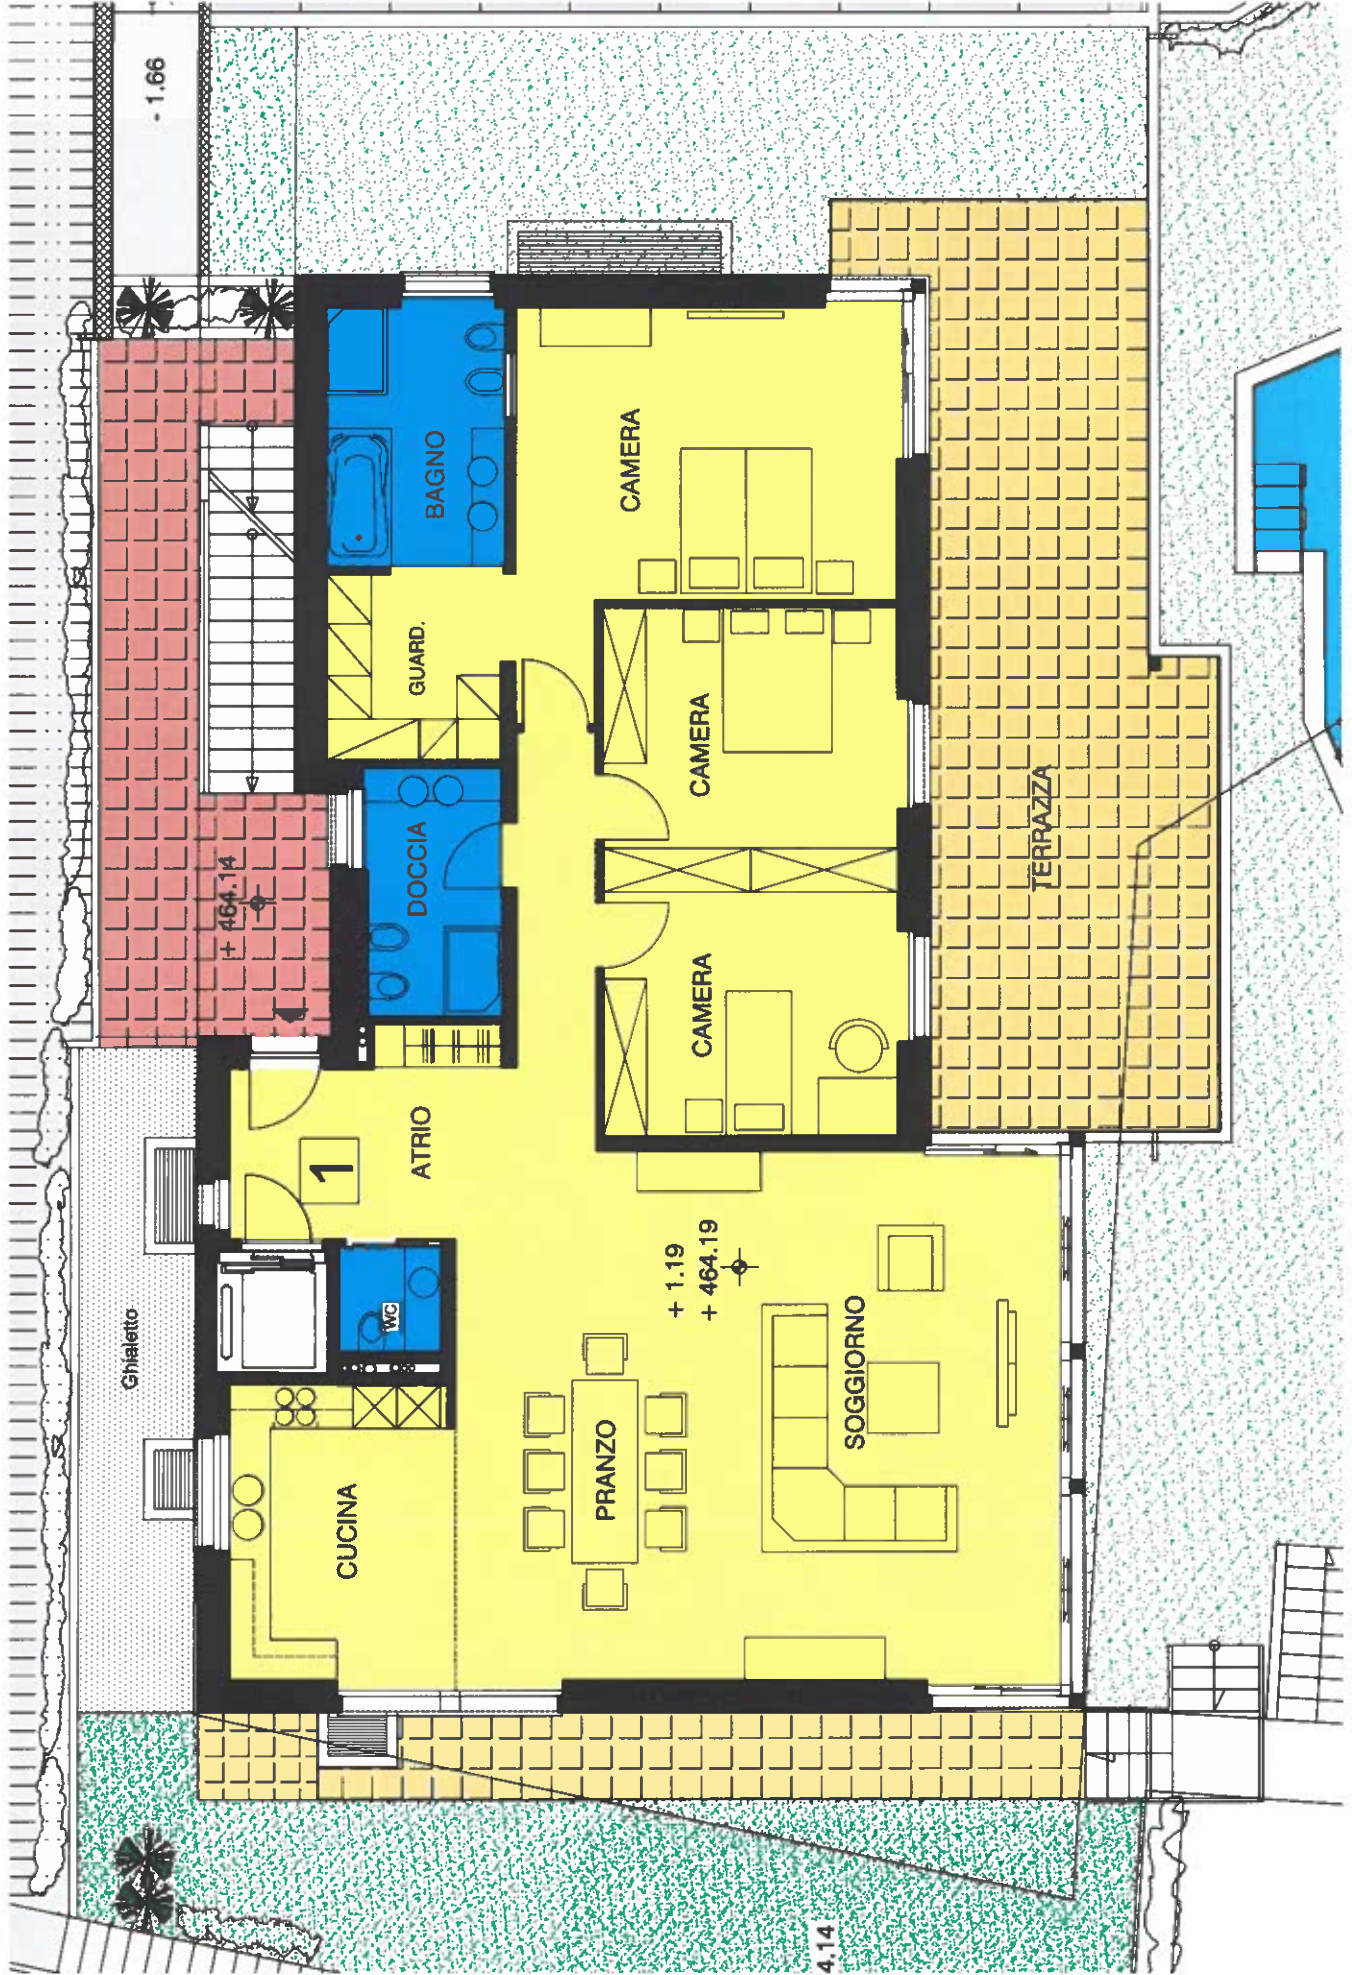 - 1.66
BAGNO
CAMERA
GUARD.
CAMERA
DOCCIA
+ 464.14
TERRAZZA
CAMERA
ATRIO
1
+ 1.19
+ 464.19
WC
Ghiaietto
SOGGIORNO
PRANZO
CUCINA
4.14